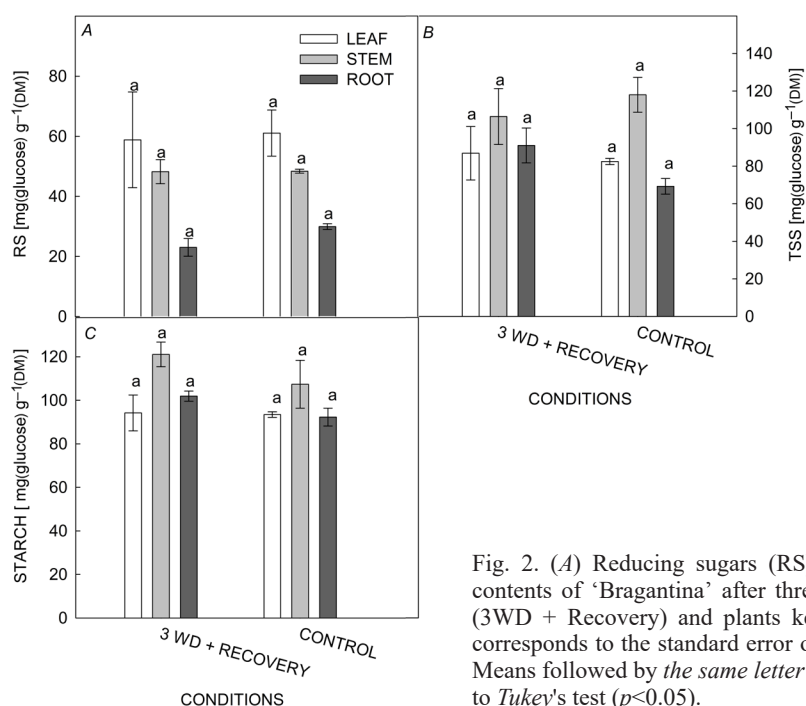 A
LEAF
STEM
ROOT
80
60
40
20
0
RS [mg(glucose) g–1(DM)]
a
a
a
a
a
a
B
160
140
120
100
80
60
40
20
0
TSS [mg(glucose) g–1(DM)]
a
a
a
a
a
a
3 WD + RECOVERY
CONTROL
CONDITIONS
C
120
100
80
60
40
20
0
STARCH [ mg(glucose) g–1(DM)]
a
a
a
a
a
a
3 WD + RECOVERY
CONTROL
CONDITIONS
Fig. 2. (A) Reducing sugars (RS
contents of ‘Bragantina’ after thre
(3WD + Recovery) and plants k
corresponds to the standard error o
Means followed by the same letter
to Tukey's test (p<0.05).